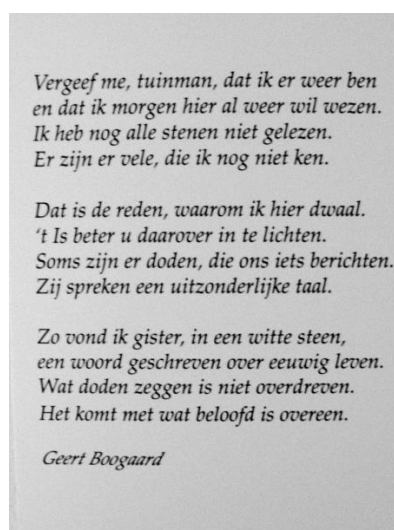 Vergeef me, tuinman, dat ik er weer ben
en dat ik morgen hier al weer wil wezen.
Ik heb nog alle stenen niet gelezen.
Er zijn er vele, die ik nog niet ken.

Dat is de reden, waarom ik hier dwaal.
't Is beter u daarover in te lichten.
Soms zijn er doden, die ons iets berichten.
Zij spreken een uitzonderlijke taal.

Zo vond ik gister, in een witte steen,
een woord geschreven over eeuwig leven.
Wat doden zeggen is niet overdreven.
Het komt met wat beloofd is overeen.

Geert Boogaard